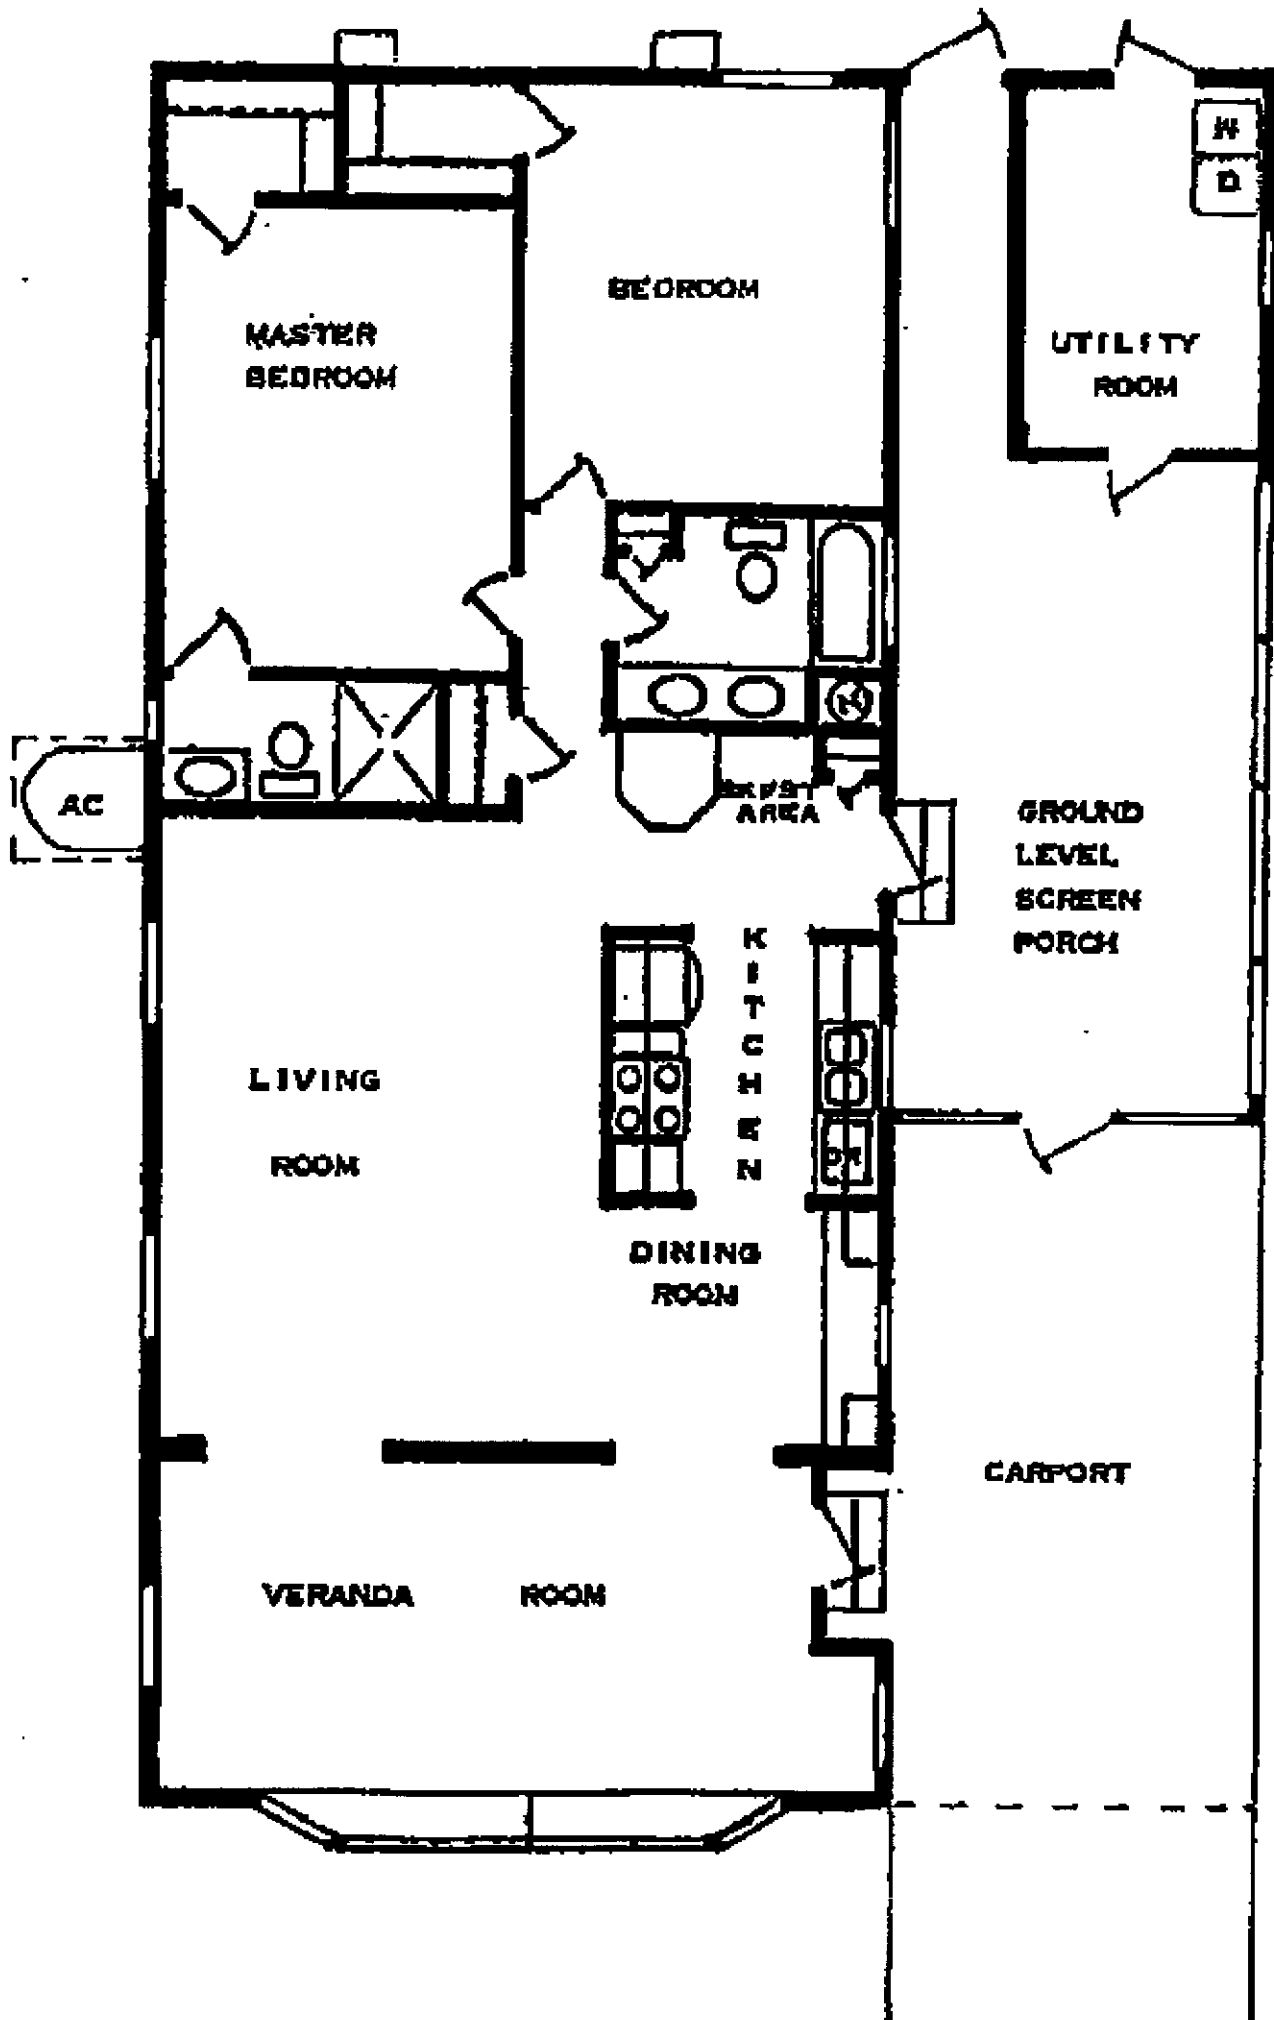 W
D
BEDROOM
MASTER
BEDROOM
UTILITY
ROOM
AC
BKFST
AREA
GROUND
LEVEL
SCREEN
PORCH
KITCHEN
LIVING
ROOM
DINING
ROOM
CARPORT
VERANDA ROOM